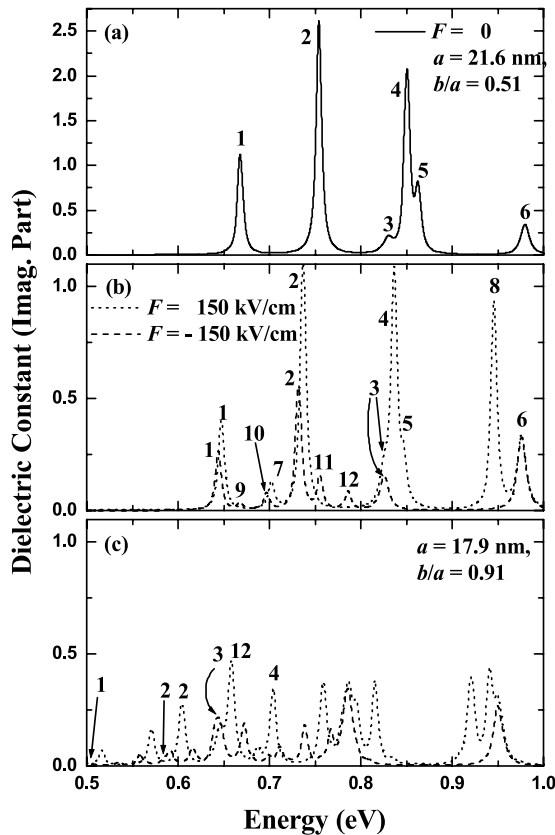 (a)
F = 0
a = 21.6 nm,
b/a = 0.51
2.5
2.0
1.5
1.0
0.5
0.0
1
2
3
4
5
6
(b)
F = 150 kV/cm
F = - 150 kV/cm
1.0
0.5
0.0
1
1
9
10
7
2
2
11
12
3
4
5
8
6
(c)
a = 17.9 nm,
b/a = 0.91
1.0
0.5
0.0
1
2
2
3
12
4
0.5 0.6 0.7 0.8 0.9 1.0
Energy (eV)
Dielectric Constant (Imag. Part)